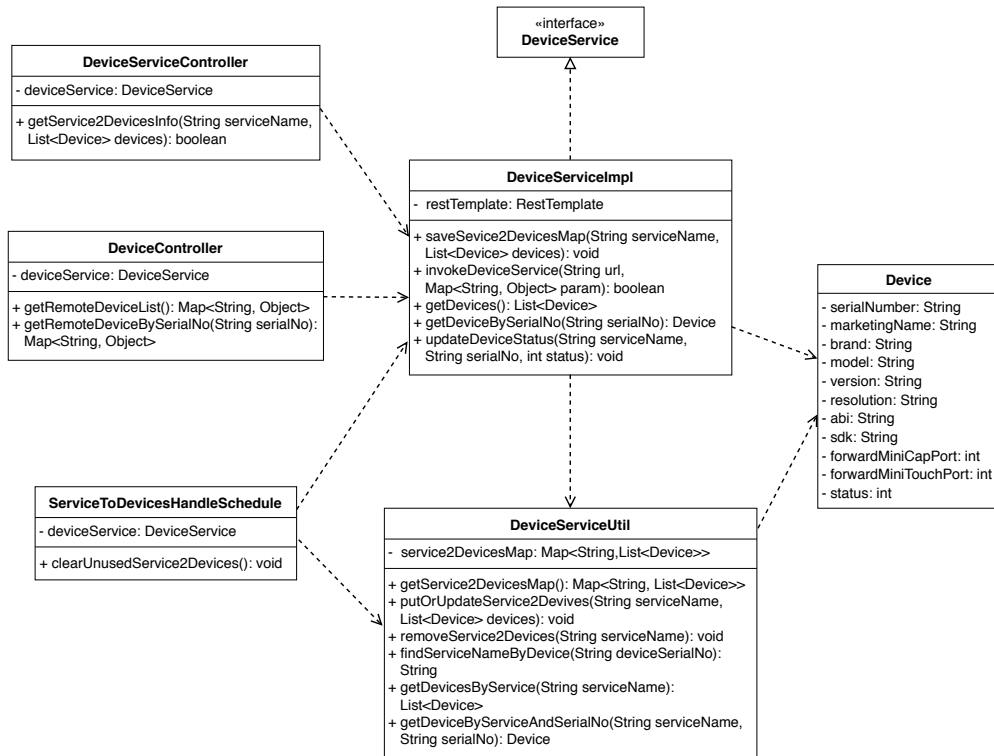 «interface»
DeviceService
DeviceServiceController
- deviceService: DeviceService
+ getService2DevicesInfo(String serviceName,
List<Device> devices): boolean
DeviceServiceImpl
- restTemplate: RestTemplate
+ saveSevice2DevicesMap(String serviceName,
List<Device> devices): void
+ invokeDeviceService(String url,
Map<String, Object> param): boolean
+ getDevices(): List<Device>
+ getDeviceBySerialNo(String serialNo): Device
+ updateDeviceStatus(String serviceName,
String serialNo, int status): void
DeviceController
- deviceService: DeviceService
+ getRemoteDeviceList(): Map<String, Object>
+ getRemoteDeviceBySerialNo(String serialNo):
Map<String, Object>
Device
- serialNumber: String
- marketingName: String
- brand: String
- model: String
- version: String
- resolution: String
- abi: String
- sdk: String
- forwardMiniCapPort: int
- forwardMiniTouchPort: int
- status: int
ServiceToDevicesHandleSchedule
- deviceService: DeviceService
+ clearUnusedService2Devices(): void
DeviceServiceUtil
- service2DevicesMap: Map<String,List<Device>>
+ getService2DevicesMap(): Map<String, List<Device>>
+ putOrUpdateService2Devives(String serviceName,
List<Device> devices): void
+ removeService2Devices(String serviceName): void
+ findServiceNameByDevice(String deviceSerialNo):
String
+ getDevicesByService(String serviceName):
List<Device>
+ getDeviceByServiceAndSerialNo(String serviceName,
String serialNo): Device